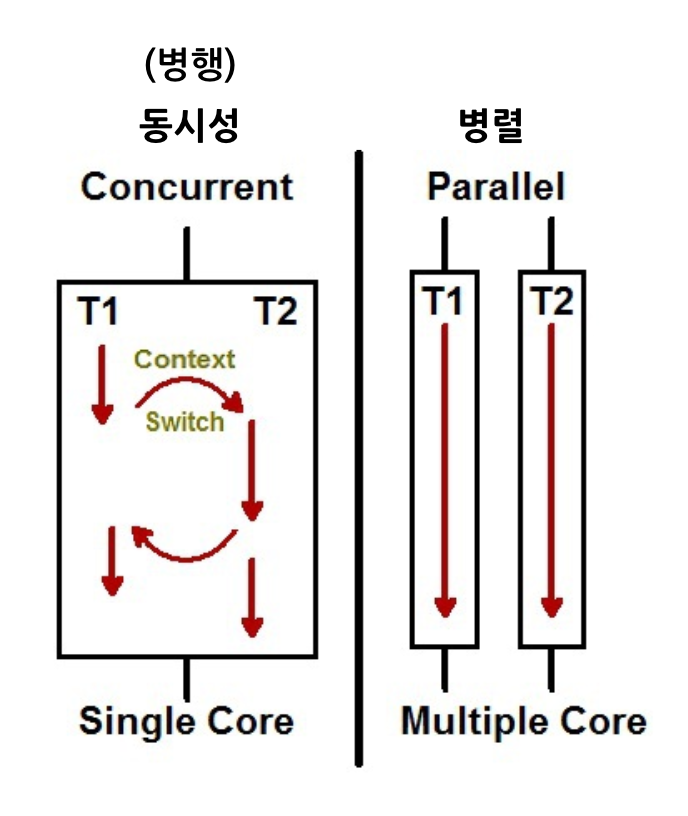 (병행)
동시성
Concurrent
T1 T2
Context
Switch
Single Core
병렬
Parallel
T1 T2
Multiple Core